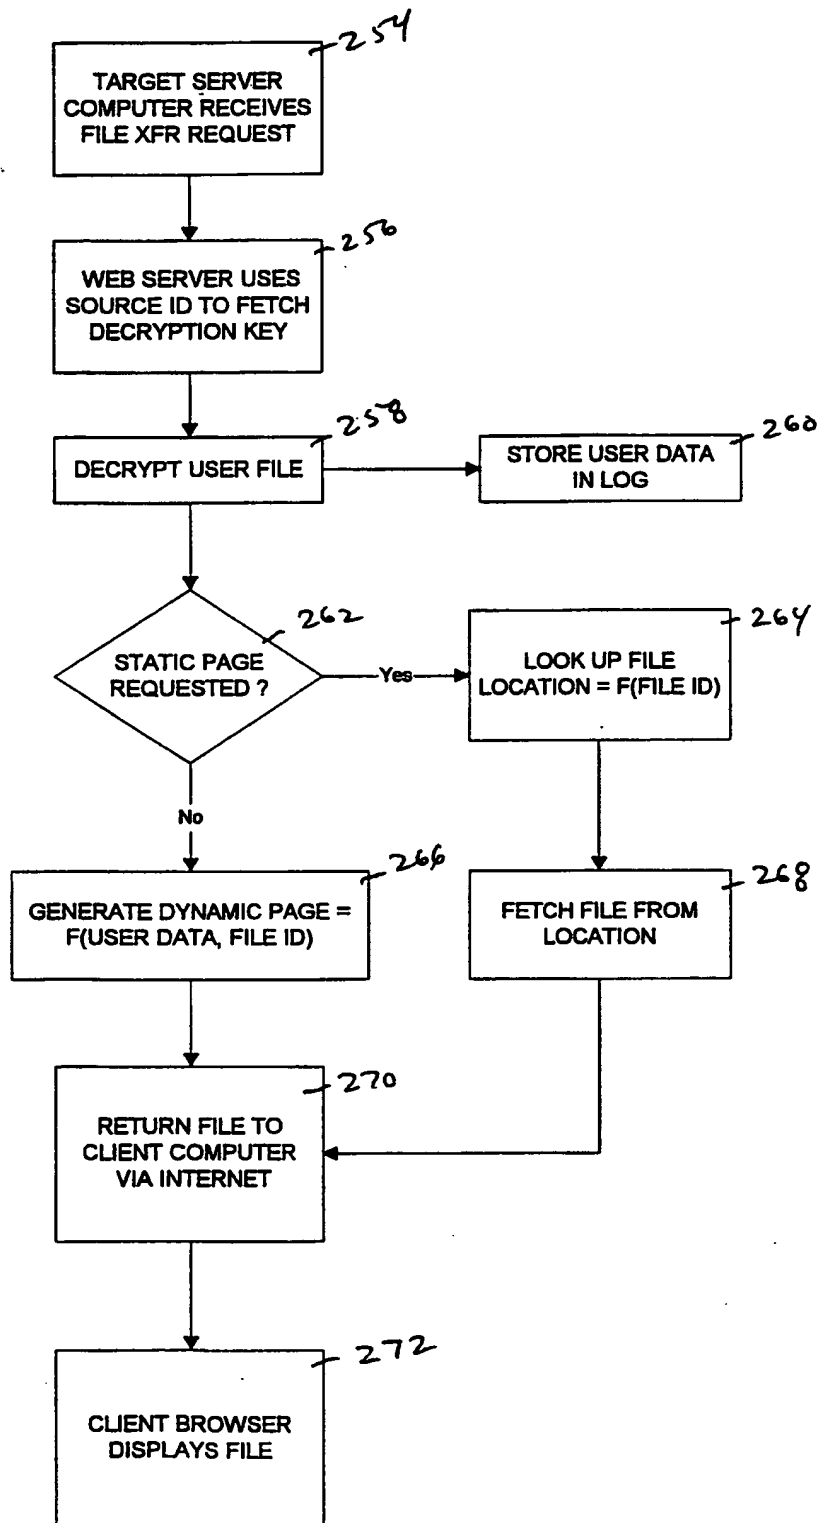 254
TARGET SERVER
COMPUTER RECEIVES
FILE XFR REQUEST
256
WEB SERVER USES
SOURCE ID TO FETCH
DECRYPTION KEY
258
DECRYPT USER FILE
260
STORE USER DATA
IN LOG
262
STATIC PAGE
REQUESTED ?
Yes
264
LOOK UP FILE
LOCATION = F(FILE ID)
No
266
GENERATE DYNAMIC PAGE =
F(USER DATA, FILE ID)
268
FETCH FILE FROM
LOCATION
270
RETURN FILE TO
CLIENT COMPUTER
VIA INTERNET
272
CLIENT BROWSER
DISPLAYS FILE